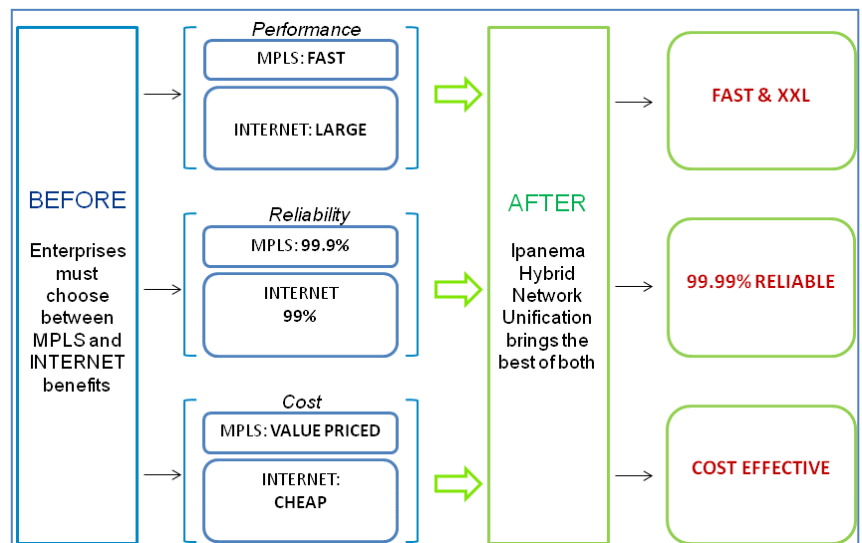 BEFORE
Enterprises
must
choose
between
MPLS and
INTERNET
benefits
Performance
MPLS: FAST
INTERNET: LARGE
Reliability
MPLS: 99.9%
INTERNET
99%
Cost
MPLS: VALUE PRICED
INTERNET:
CHEAP
AFTER
Ipanema
Hybrid
Network
Unification
brings the
best of both
FAST & XXL
99.99% RELIABLE
COST EFFECTIVE